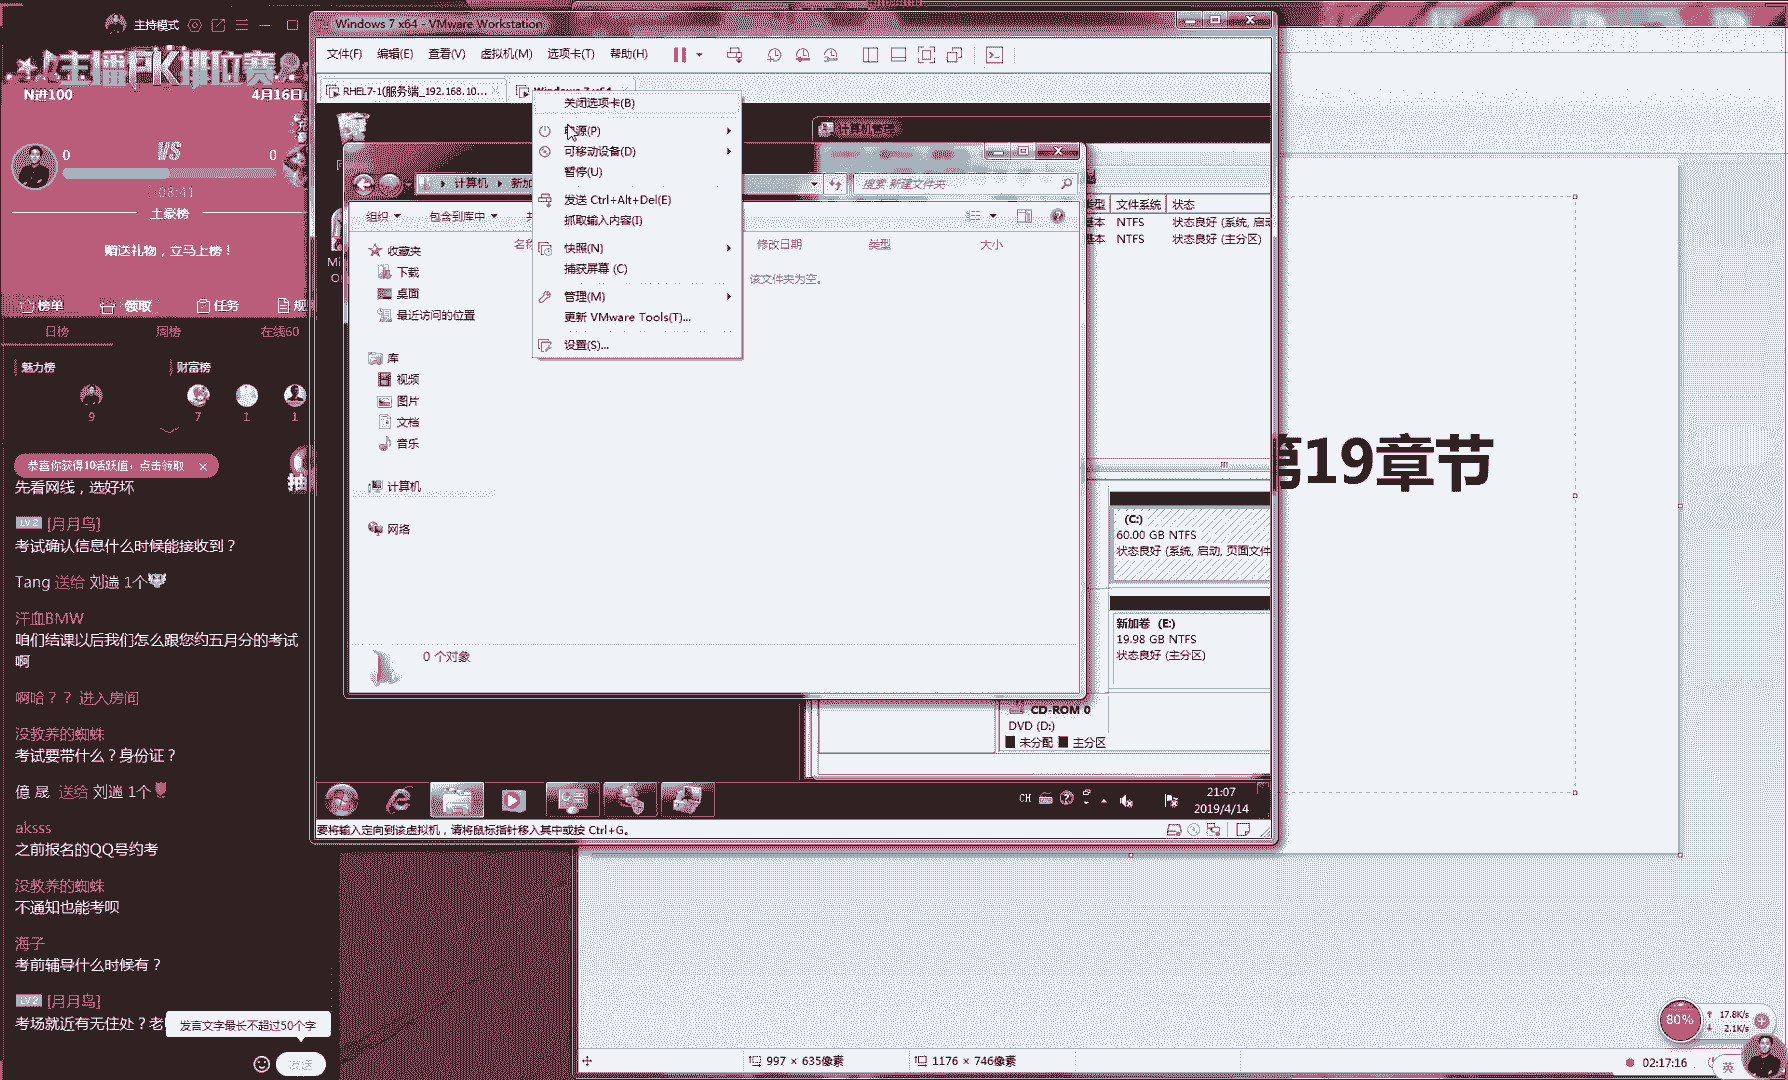 主持模式
主播PK排位赛
N进100
4月16日
0
VS
0
08:41
土豪榜
赠送礼物，立马上榜！
榜单
领取
任务
规
日榜
周榜
在线60
魅力榜
财富榜
9
7
1
1
恭喜你获得10活跃值，点击领取
抽
先看网线，选好坏
LV 2 [月月鸟]
考试确认信息什么时候能接收到？
Tang 送给 刘遄 1个
汗血BMW
咱们结课以后我们怎么跟您约五月分的考试
啊
啊哈？？ 进入房间
没教养的蜘蛛
考试要带什么？身份证？
億 晟 送给 刘遄 1个
aksss
之前报名的QQ号约考
没教养的蜘蛛
不通知也能考呗
海子
考前辅导什么时候有？
LV 2 [月月鸟]
考场就近有无住处？老
发言文字最长不超过50个字
发送
Windows 7 x64 - VMware Workstation
文件(F)
编辑(E)
查看(V)
虚拟机(M)
选项卡(T)
帮助(H)
RHEL7-1(服务端_192.168.10...
Windows 7 x64
关闭选项卡(B)
源(P)
可移动设备(D)
暂停(U)
发送 Ctrl+Alt+Del(E)
抓取输入内容(I)
快照(N)
捕获屏幕 (C)
管理(M)
更新 VMware Tools(T)...
设置(S)...
计算机管理
计算机
新加
搜索 新建文件夹
组织
包含到库中
修改日期
类型
大小
该文件夹为空。
收藏夹
下载
桌面
最近访问的位置
库
视频
图片
文档
音乐
计算机
网络
0 个对象
型
文件系统
状态
基本
NTFS
状态良好 (系统, 启动
基本
NTFS
状态良好 (主分区)
(C:)
60.00 GB NTFS
状态良好 (系统, 启动, 页面文件
新加卷 (E:)
19.98 GB NTFS
状态良好 (主分区)
CD-ROM 0
DVD (D:)
未分配
主分区
CH
21:07
2019/4/14
要将输入定向到该虚拟机，请将鼠标指针移入其中或按 Ctrl+G。
第19章节
997 × 635像素
1176 × 746像素
80%
17.8K/s
2.1K/s
02:17:16
英